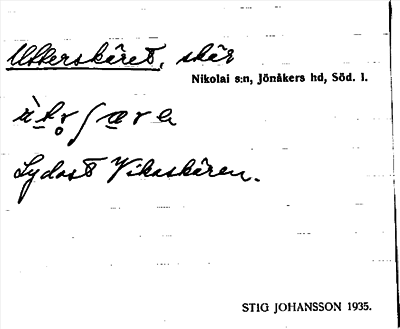 Utterskäret, skär
Nikolai s:n, Jönåkers hd, Söd. l.
Sydost Vikaskären.
STIG JOHANSSON 1935.